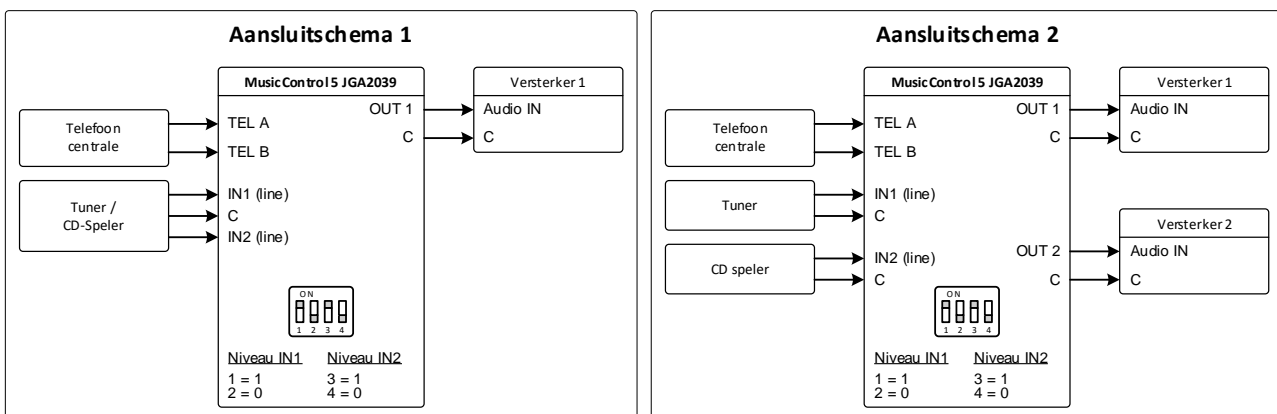 Aansluitschema 1
MusicControl 5 JGA2039
Versterker 1
OUT 1
Audio IN
C
C
Telefoon
centrale
TEL A
TEL B
Tuner /
CD-Speler
IN1 (line)
C
IN2 (line)
ON
1 2 3 4
Niveau IN1
Niveau IN2
1 = 1
3 = 1
2 = 0
4 = 0
Aansluitschema 2
MusicControl 5 JGA2039
Versterker 1
OUT 1
Audio IN
C
C
Telefoon
centrale
TEL A
TEL B
Tuner
IN1 (line)
C
CD speler
IN2 (line)
C
Versterker 2
OUT 2
Audio IN
C
C
ON
1 2 3 4
Niveau IN1
Niveau IN2
1 = 1
3 = 1
2 = 0
4 = 0